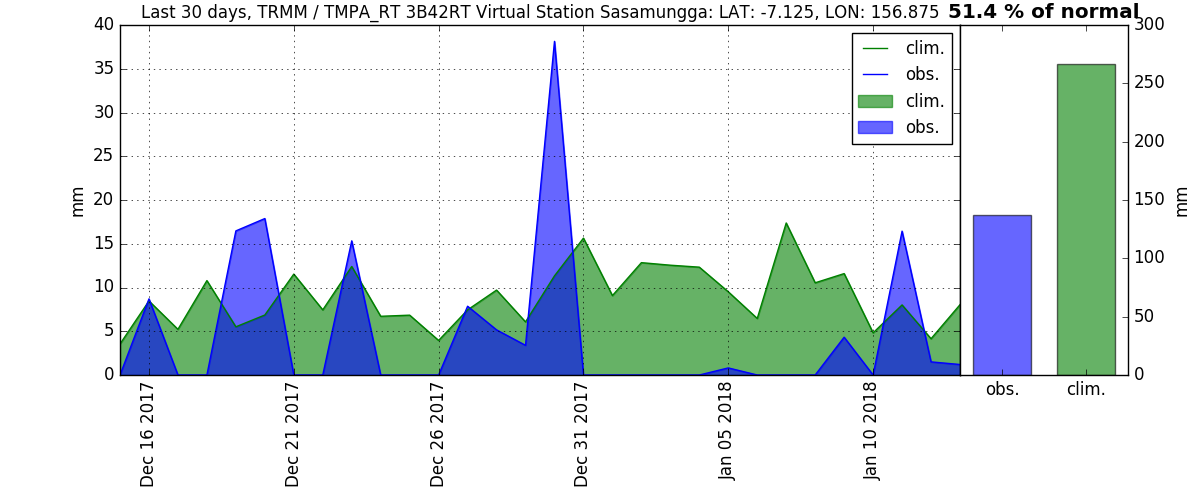 Last 30 days, TRMM / TMPA_RT 3B42RT Virtual Station Sasamungga: LAT: -7.125, LON: 156.875 51.4 % of normal
40
35
30
25
20
15
10
5
0
mm
clim.
obs.
clim.
obs.
300
250
200
150
100
50
0
mm
obs. clim.
Dec 16 2017
Dec 21 2017
Dec 26 2017
Dec 31 2017
Jan 05 2018
Jan 10 2018